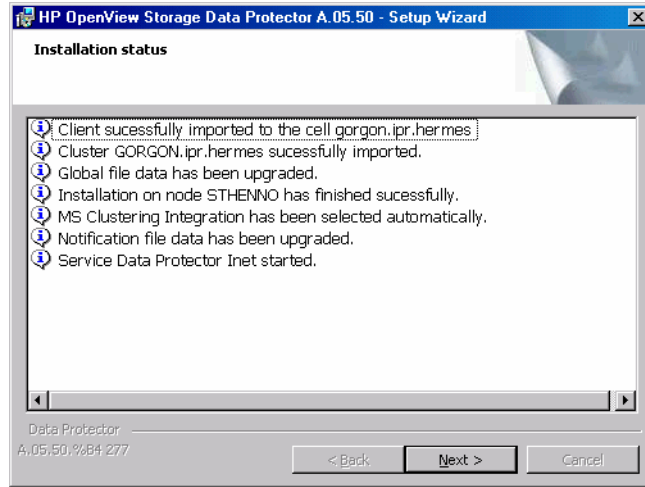 HP OpenView Storage Data Protector A.05.50 - Setup Wizard
Installation status
Client sucessfully imported to the cell gorgon.ipr.hermes
Cluster GORGON.ipr.hermes sucessfully imported.
Global file data has been upgraded.
Installation on node STHENNO has finished sucessfully.
MS Clustering Integration has been selected automatically.
Notification file data has been upgraded.
Service Data Protector Inet started.
Data Protector
A.05.50.%B4 277
< Back
Next >
Cancel